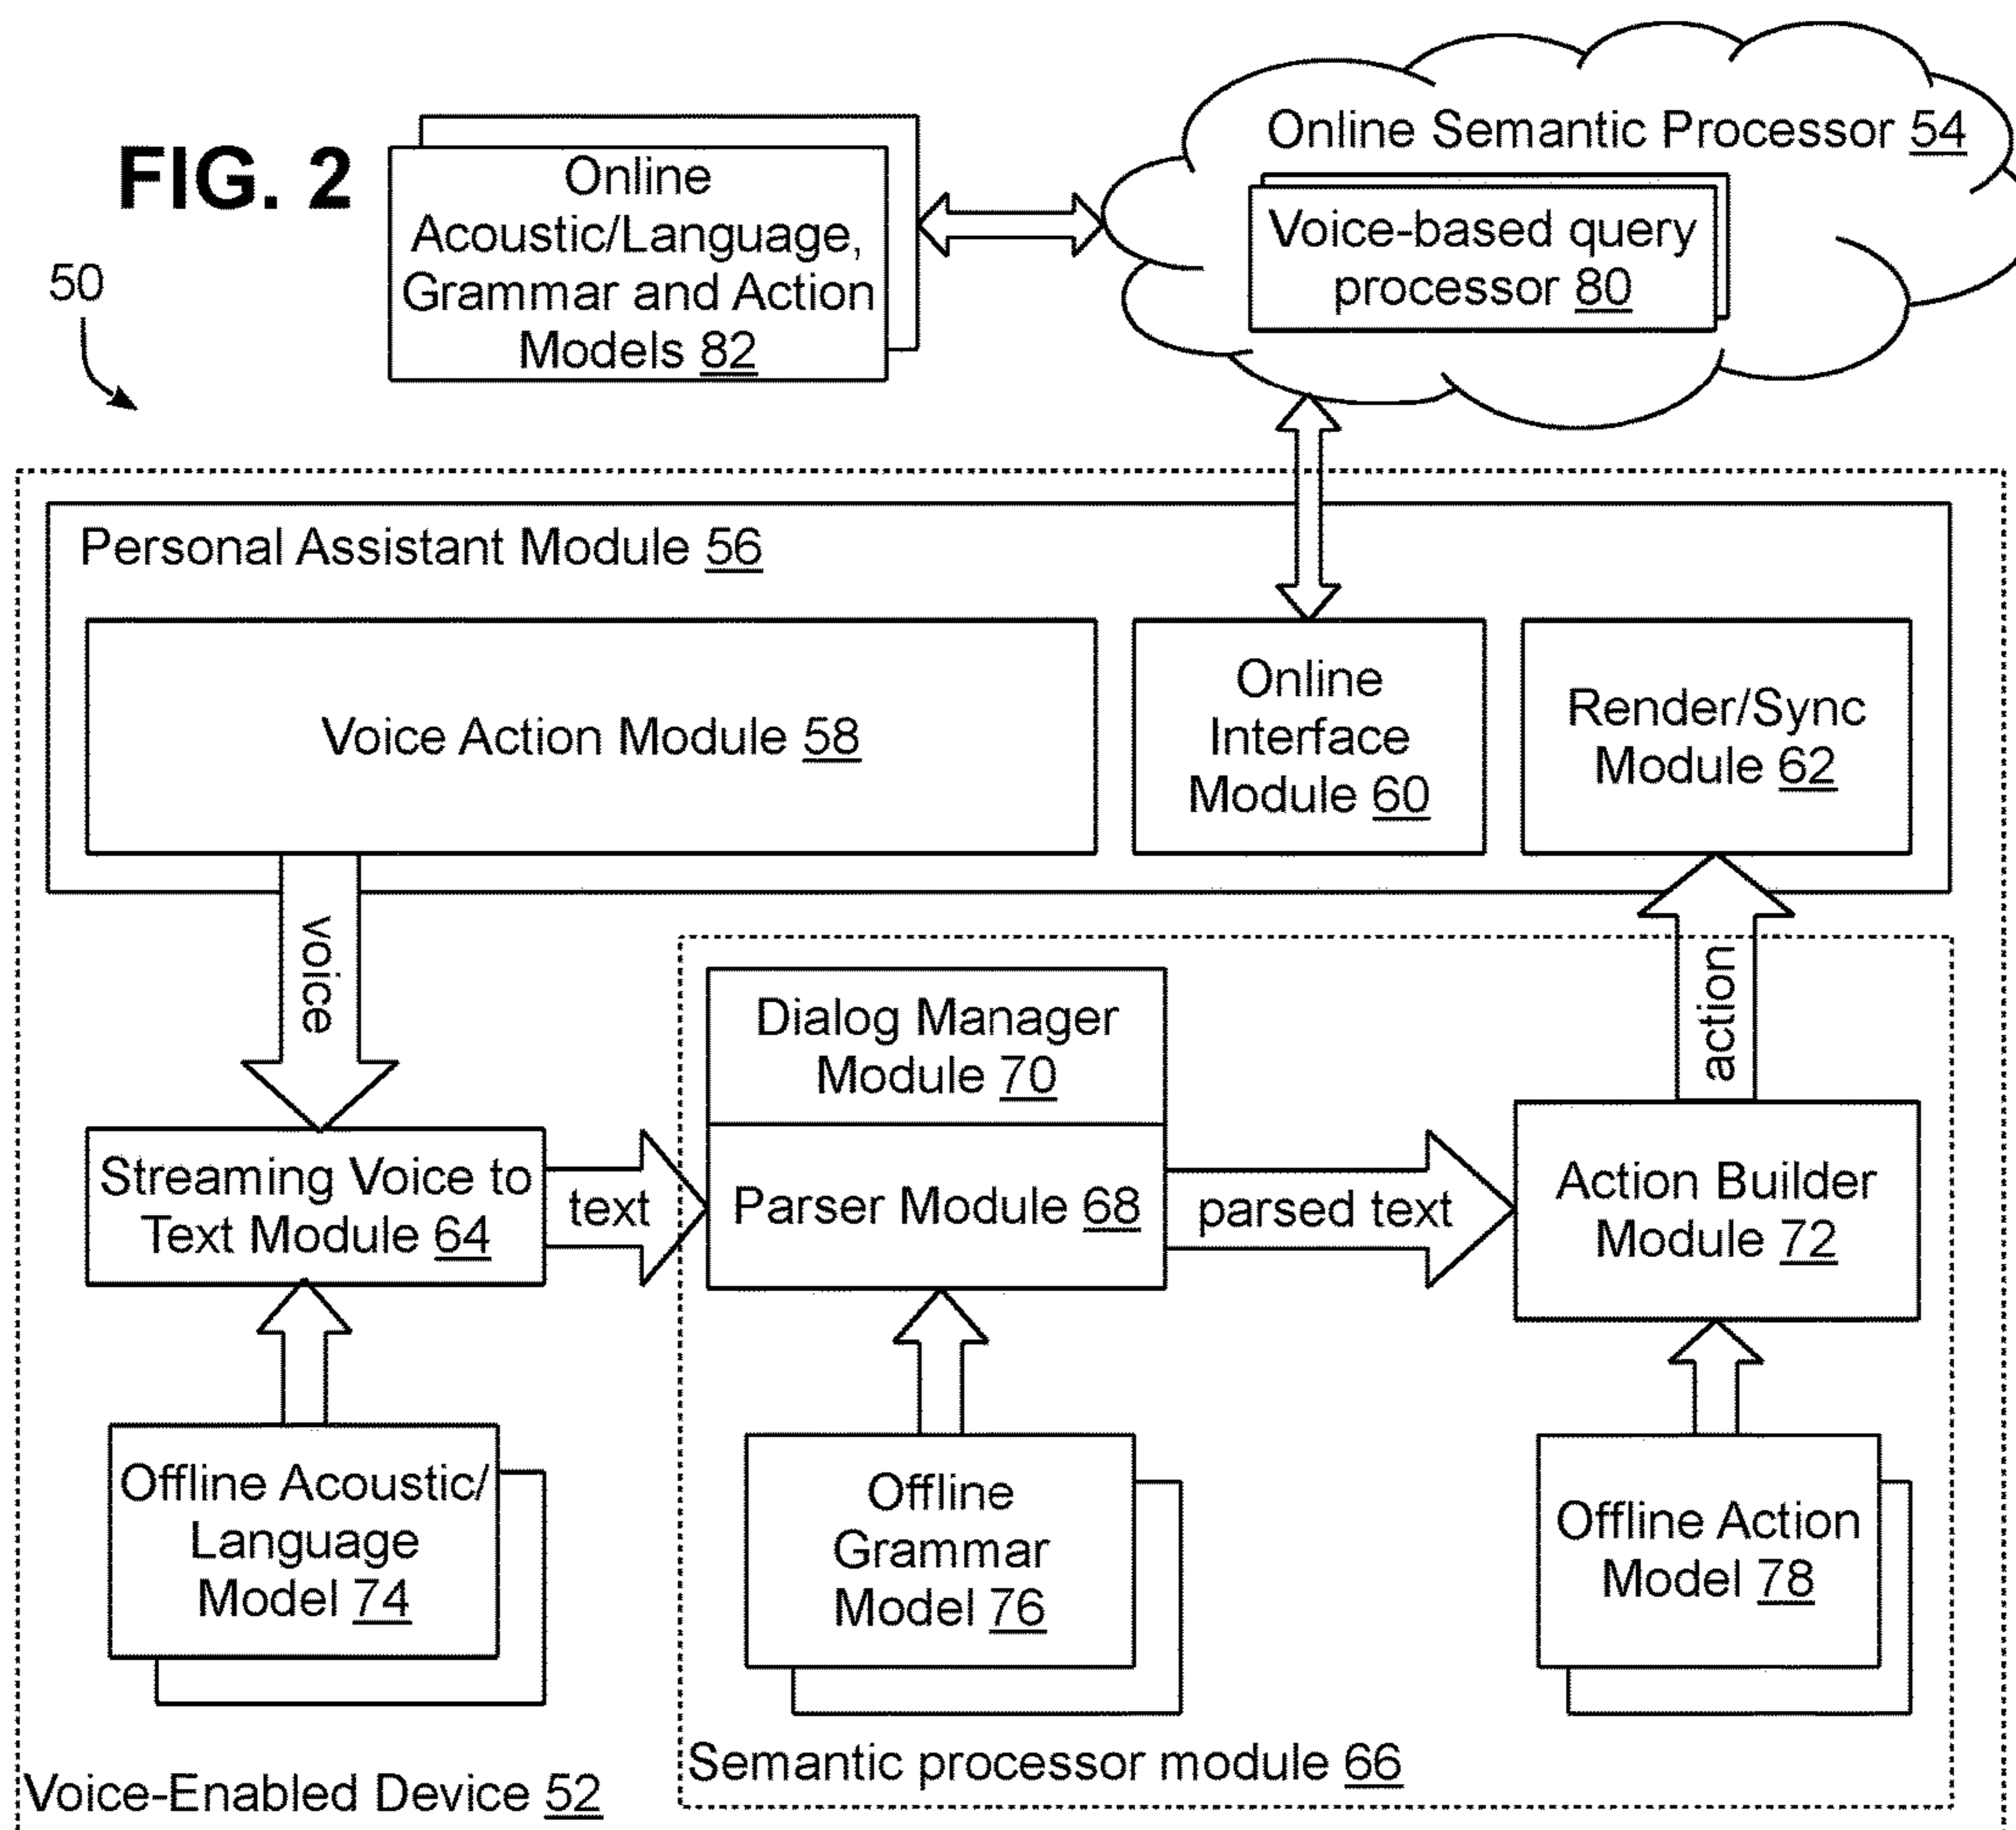 FIG. 2
50
Online
Acoustic/Language,
Grammar and Action
Models 82
Online Semantic Processor 54
Voice-based query
processor 80
Personal Assistant Module 56
Voice Action Module 58
Online
Interface
Module 60
Render/Sync
Module 62
voice
action
Dialog Manager
Module 70
Streaming Voice to
Text Module 64
text
Parser Module 68
parsed text
Action Builder
Module 72
Offline Acoustic/
Language
Model 74
Offline
Grammar
Model 76
Offline Action
Model 78
Semantic processor module 66
Voice-Enabled Device 52